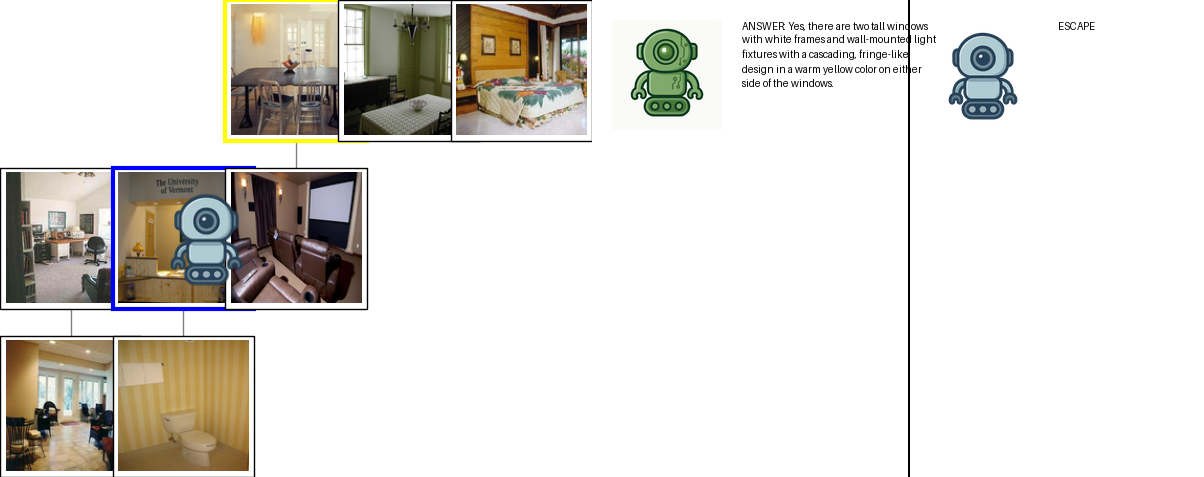 ANSWER: Yes, there are two tall windows
with white frames and wall-mounted light
fixtures with a cascading, fringe-like
design in a warm yellow color on either
side of the windows.
ESCAPE
The University
of Vermont